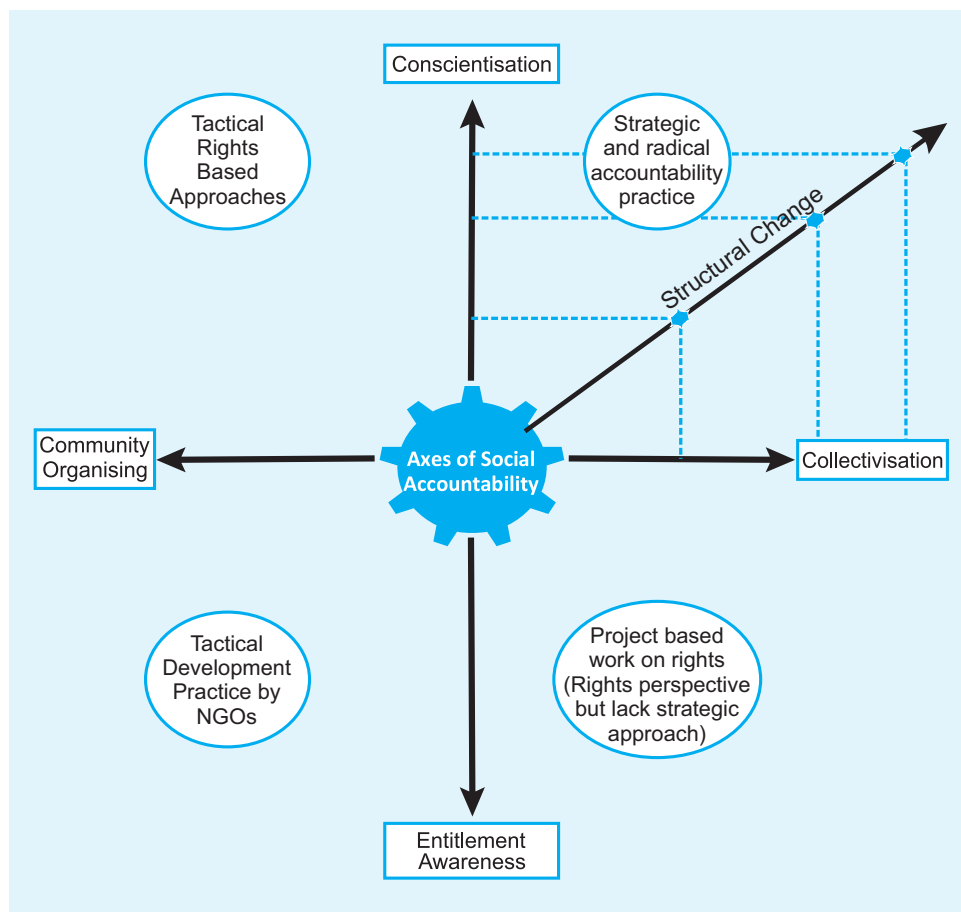 Conscientisation
Tactical
Rights
Based
Approaches
Strategic
and radical
accountability
practice
Structural Change
Community
Organising
Axes of Social
Accountability
Collectivisation
Tactical
Development
Practice by
NGOs
Project based
work on rights
(Rights perspective
but lack strategic
approach)
Entitlement
Awareness